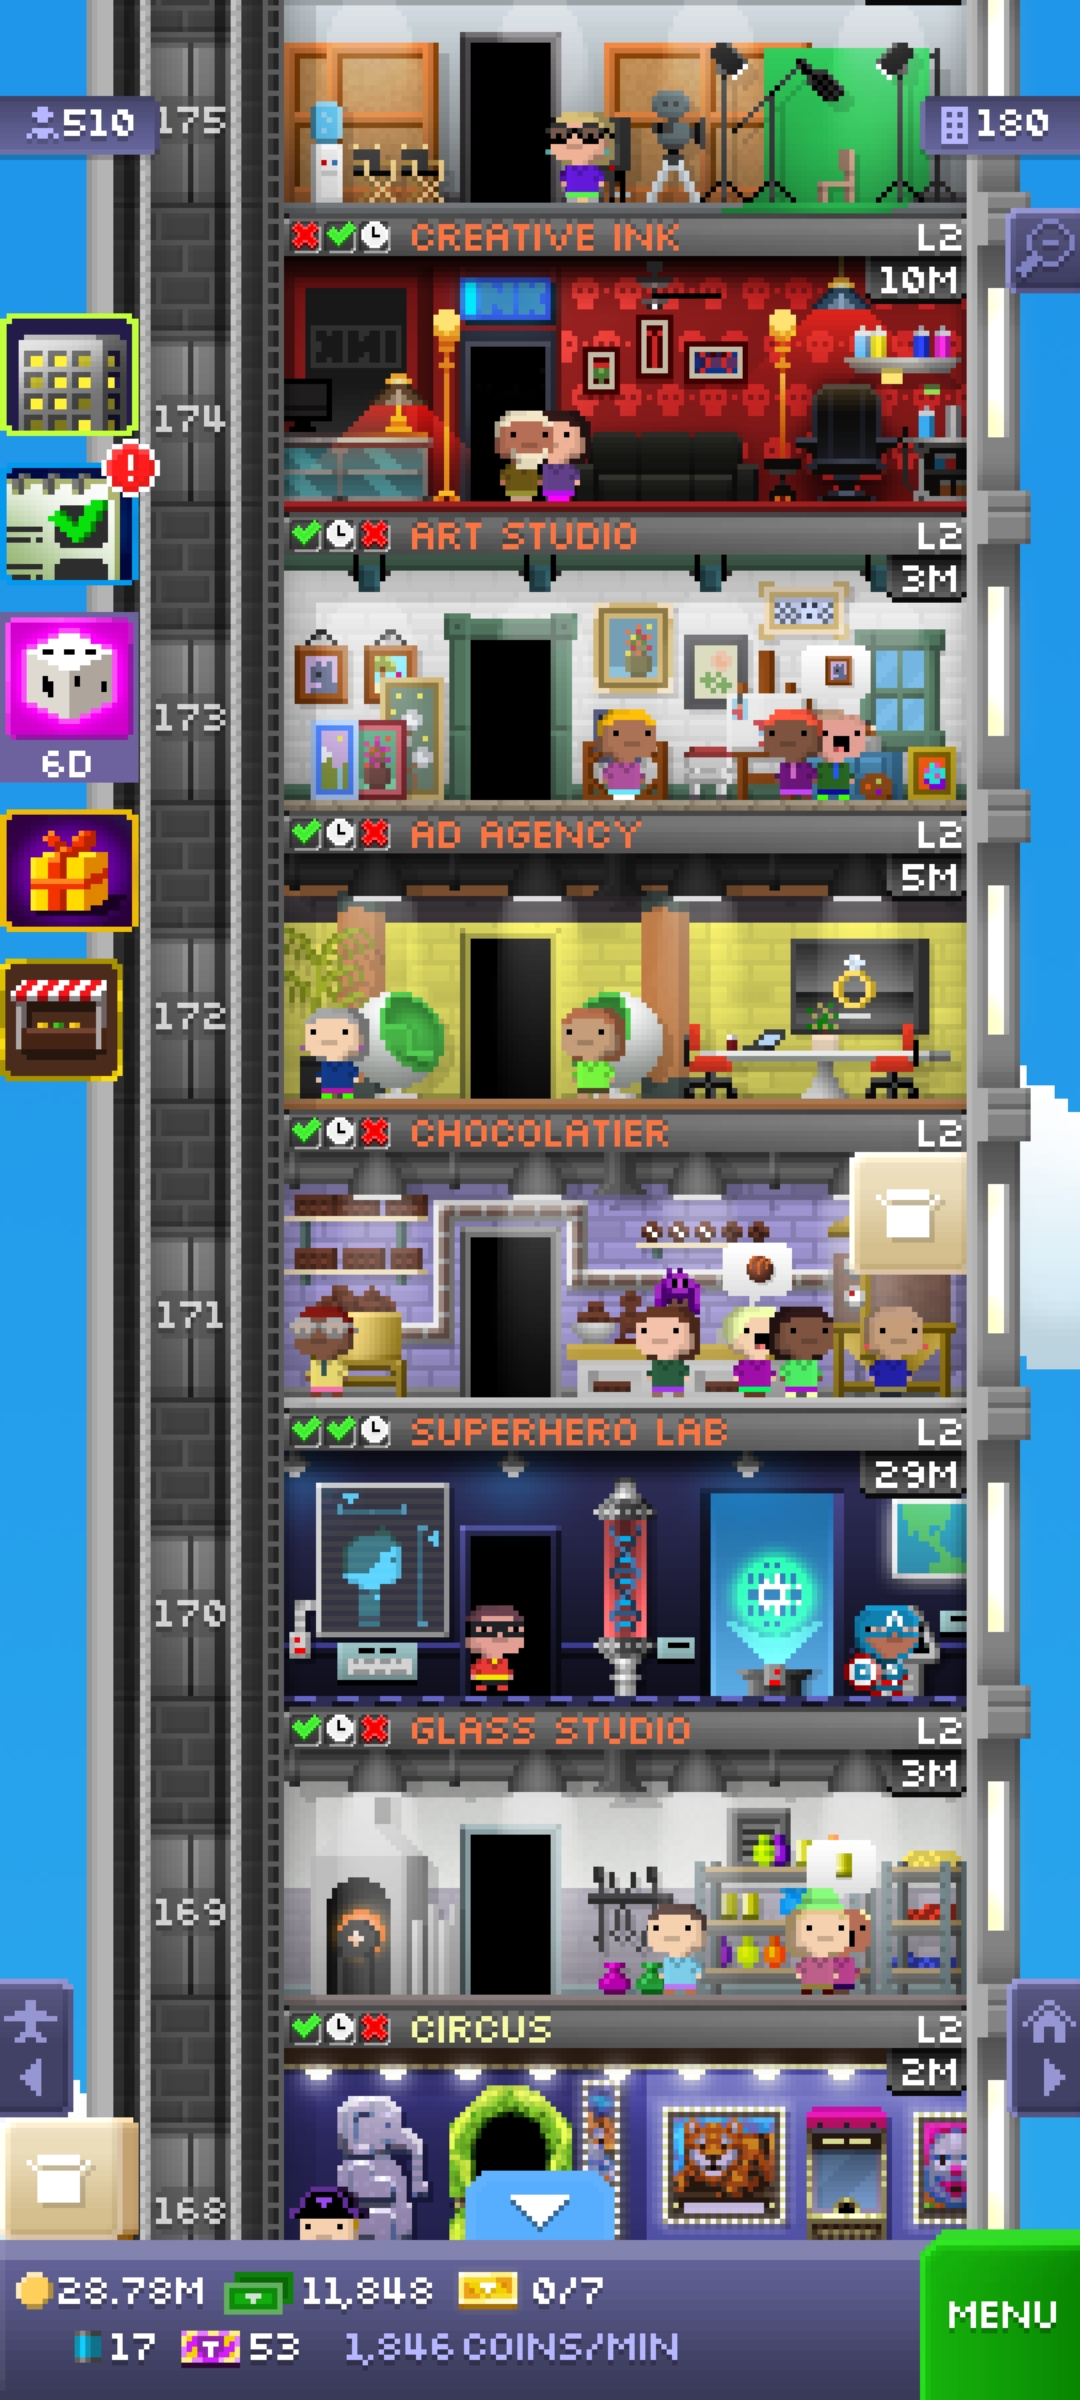 510
175
180
CREATIVE INK L2
10M
INK
174
ART STUDIO L2
3M
173
6D
AD AGENCY L2
5M
172
CHOCOLATIER L2
171
SUPERHERO LAB L2
29M
170
GLASS STUDIO L2
3M
169
CIRCUS L2
2M
168
28.78M 11,848 0/7
MENU
17 53 1,846 COINS/MIN